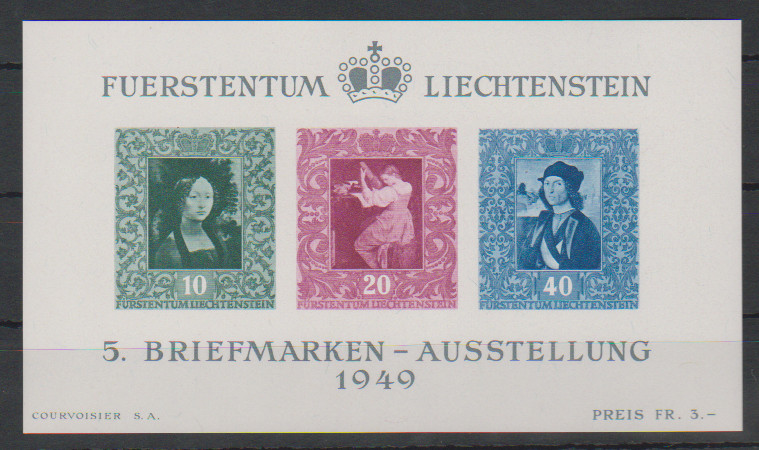 FUERSTENTUM LIECHTENSTEIN
10
FÜRSTENTUM LIECHTENSTEIN
20
FÜRSTENTUM LIECHTENSTEIN
40
FÜRSTENTUM LIECHTENSTEIN
5. BRIEFMARKEN – AUSSTELLUNG
1949
COURVOISIER S. A.
PREIS FR. 3.–